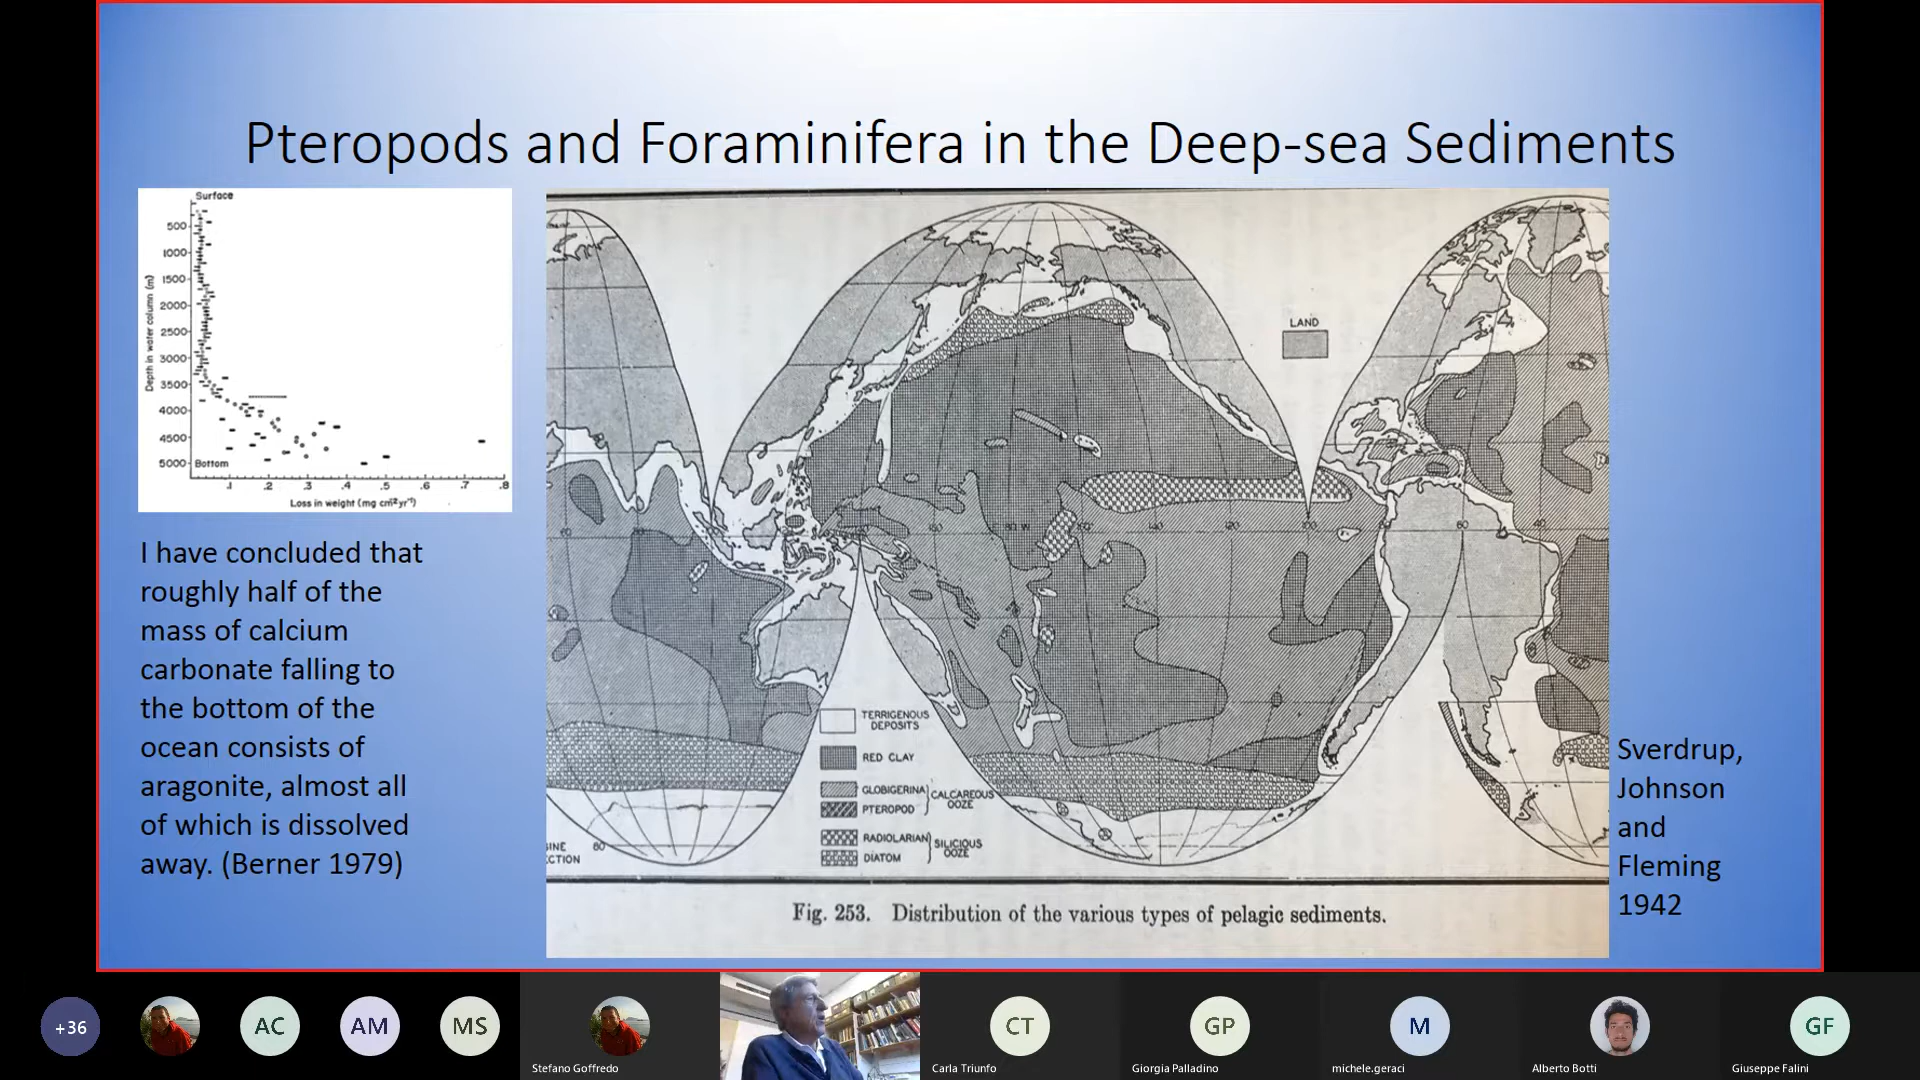 Pteropods and Foraminifera in the Deep-sea Sediments
Surface
500
1000
1500
2000
2500
3000
3500
4000
4500
5000
Bottom
Depth in water column (m)
.1 .2 .3 .4 .5 .6 .7 .8
Loss in weight (mg cm⁻²yr⁻¹)
I have concluded that
roughly half of the
mass of calcium
carbonate falling to
the bottom of the
ocean consists of
aragonite, almost all
of which is dissolved
away. (Berner 1979)
LAND
TERRIGENOUS
DEPOSITS
RED CLAY
GLOBIGERINA
PTEROPOD
CALCAREOUS
OOZE
RADIOLARIAN
DIATOM
SILICIOUS
OOZE
INE
CTION
60
Fig. 253. Distribution of the various types of pelagic sediments.
Sverdrup,
Johnson
and
Fleming
1942
+36
AC
AM
MS
Stefano Goffredo
CT
Carla Triunfo
GP
Giorgia Palladino
M
michele.geraci
Alberto Botti
GF
Giuseppe Falini